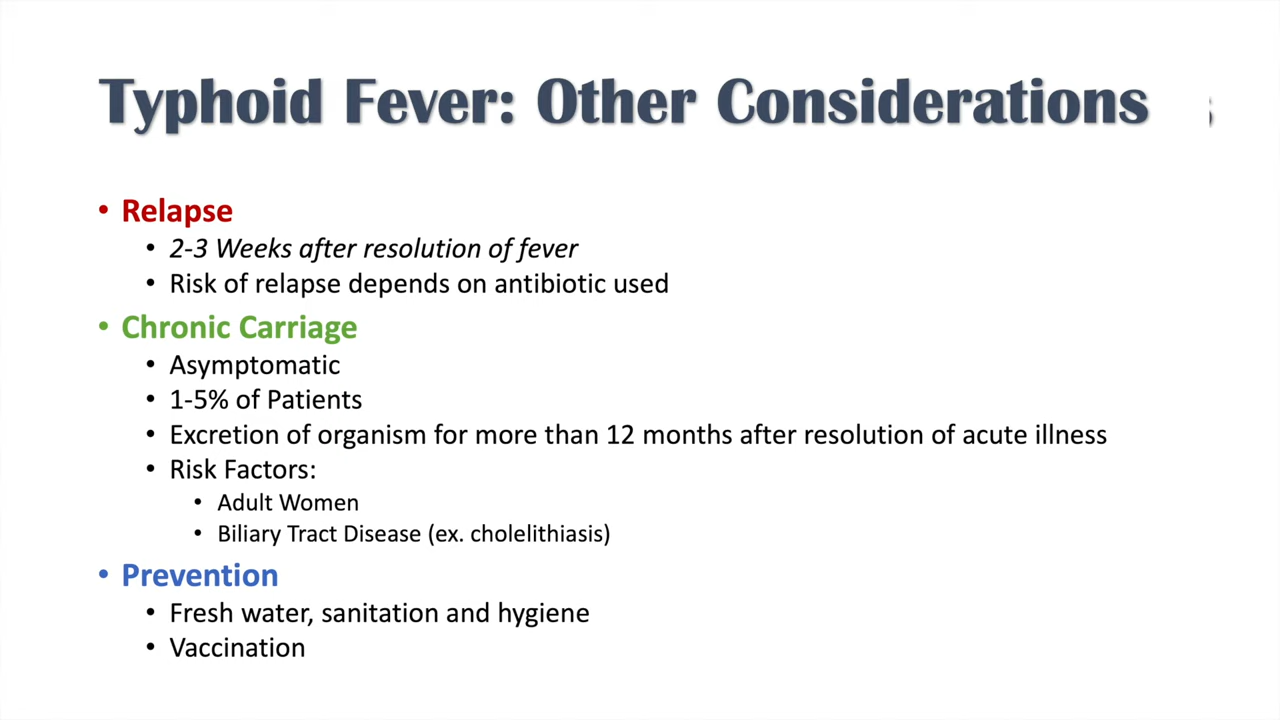 Typhoid Fever: Other Considerations
• Relapse
• 2-3 Weeks after resolution of fever
• Risk of relapse depends on antibiotic used
• Chronic Carriage
• Asymptomatic
• 1-5% of Patients
• Excretion of organism for more than 12 months after resolution of acute illness
• Risk Factors:
• Adult Women
• Biliary Tract Disease (ex. cholelithiasis)
• Prevention
• Fresh water, sanitation and hygiene
• Vaccination